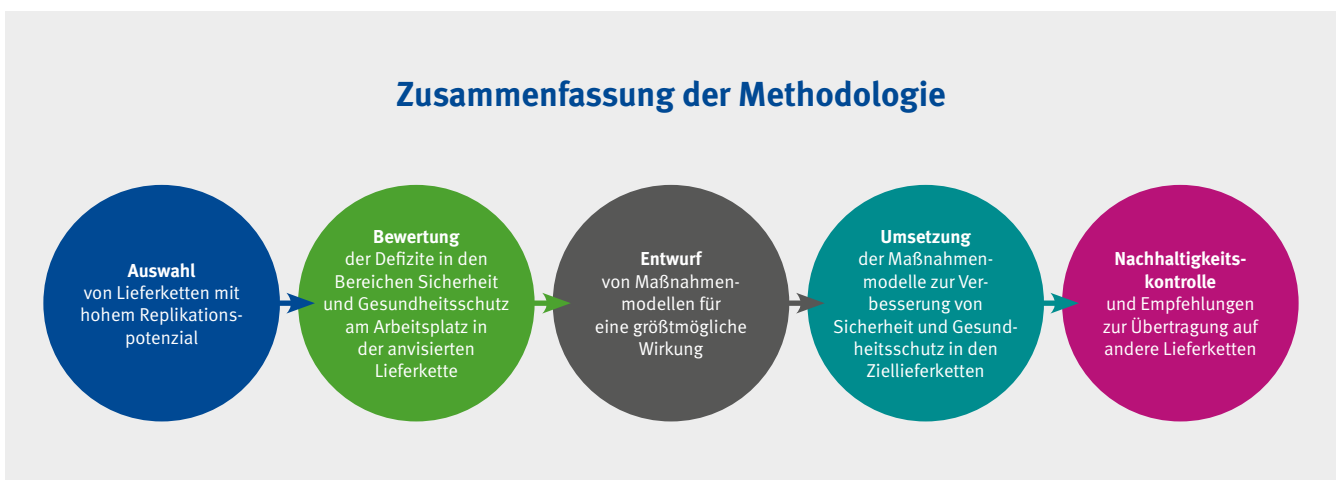 Zusammenfassung der Methodologie
Auswahl
von Lieferketten mit
hohem Replikations-
potenzial
Bewertung
der Defizite in den
Bereichen Sicherheit
und Gesundheitsschutz
am Arbeitsplatz in
der anvisierten
Lieferkette
Entwurf
von Maßnahmen-
modellen für
eine größtmögliche
Wirkung
Umsetzung
der Maßnahmen-
modelle zur Ver-
besserung von
Sicherheit und Gesund-
heitsschutz in den
Ziellieferketten
Nachhaltigkeits-
kontrolle
und Empfehlungen
zur Übertragung auf
andere Lieferketten